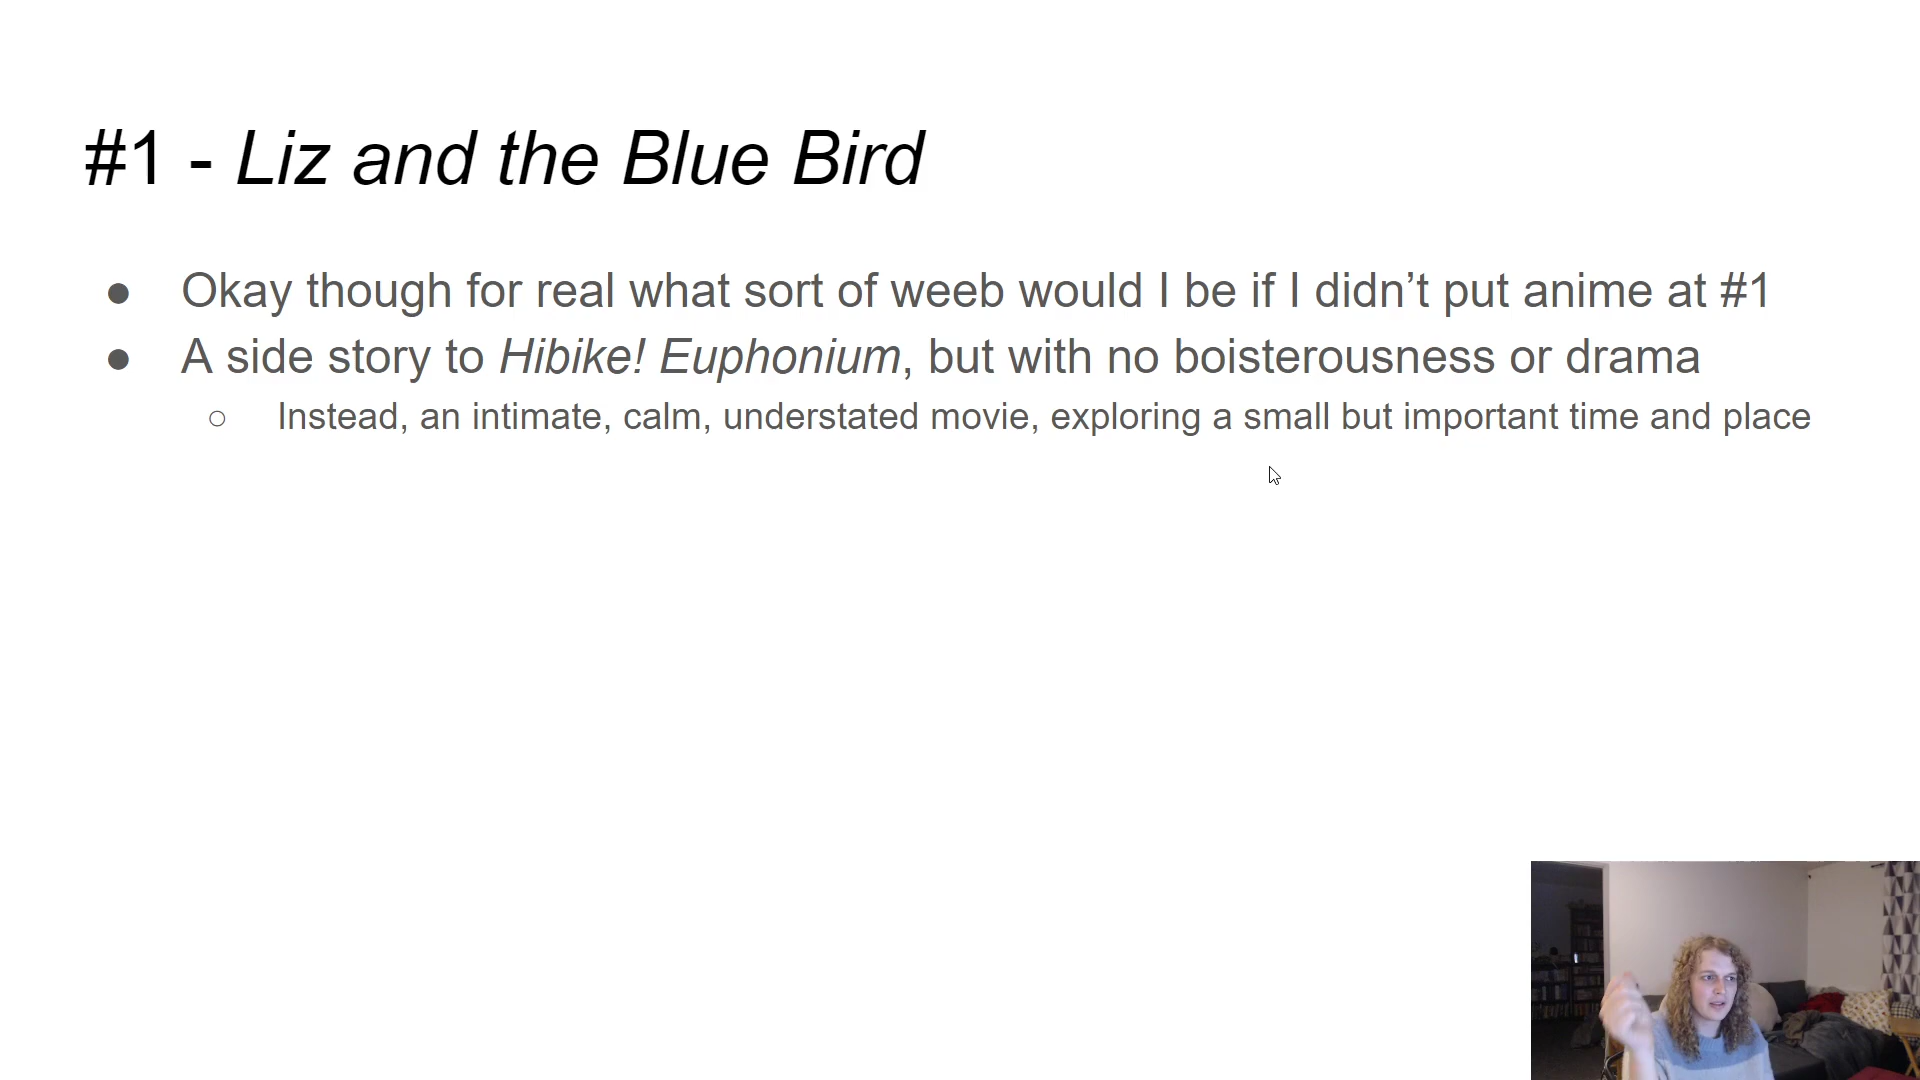 #1 - Liz and the Blue Bird
● Okay though for real what sort of weeb would I be if I didn’t put anime at #1
● A side story to Hibike! Euphonium, but with no boisterousness or drama
○ Instead, an intimate, calm, understated movie, exploring a small but important time and place